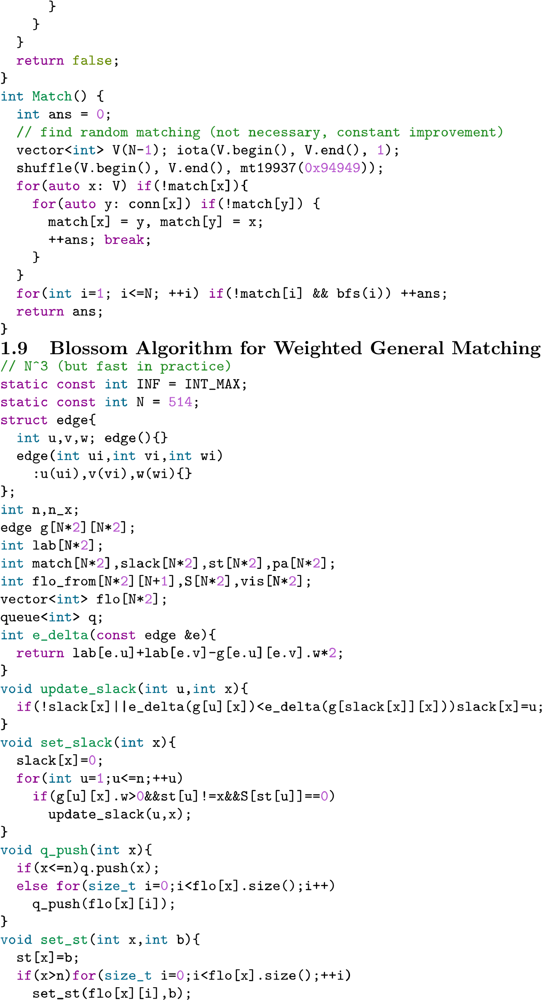 }
    }
  }
  return false;
}
int Match() {
  int ans = 0;
  // find random matching (not necessary, constant improvement)
  vector<int> V(N-1); iota(V.begin(), V.end(), 1);
  shuffle(V.begin(), V.end(), mt19937(0x94949));
  for(auto x: V) if(!match[x]){
    for(auto y: conn[x]) if(!match[y]) {
      match[x] = y, match[y] = x;
      ++ans; break;
    }
  }
  for(int i=1; i<=N; ++i) if(!match[i] && bfs(i)) ++ans;
  return ans;
}
1.9 Blossom Algorithm for Weighted General Matching
// N^3 (but fast in practice)
static const int INF = INT_MAX;
static const int N = 514;
struct edge{
  int u,v,w; edge(){}
  edge(int ui,int vi,int wi)
    :u(ui),v(vi),w(wi){}
};
int n,n_x;
edge g[N*2][N*2];
int lab[N*2];
int match[N*2],slack[N*2],st[N*2],pa[N*2];
int flo_from[N*2][N+1],S[N*2],vis[N*2];
vector<int> flo[N*2];
queue<int> q;
int e_delta(const edge &e){
  return lab[e.u]+lab[e.v]-g[e.u][e.v].w*2;
}
void update_slack(int u,int x){
  if(!slack[x]||e_delta(g[u][x])<e_delta(g[slack[x]][x]))slack[x]=u;
}
void set_slack(int x){
  slack[x]=0;
  for(int u=1;u<=n;++u)
    if(g[u][x].w>0&&st[u]!=x&&S[st[u]]==0)
      update_slack(u,x);
}
void q_push(int x){
  if(x<=n)q.push(x);
  else for(size_t i=0;i<flo[x].size();i++)
    q_push(flo[x][i]);
}
void set_st(int x,int b){
  st[x]=b;
  if(x>n)for(size_t i=0;i<flo[x].size();++i)
    set_st(flo[x][i],b);